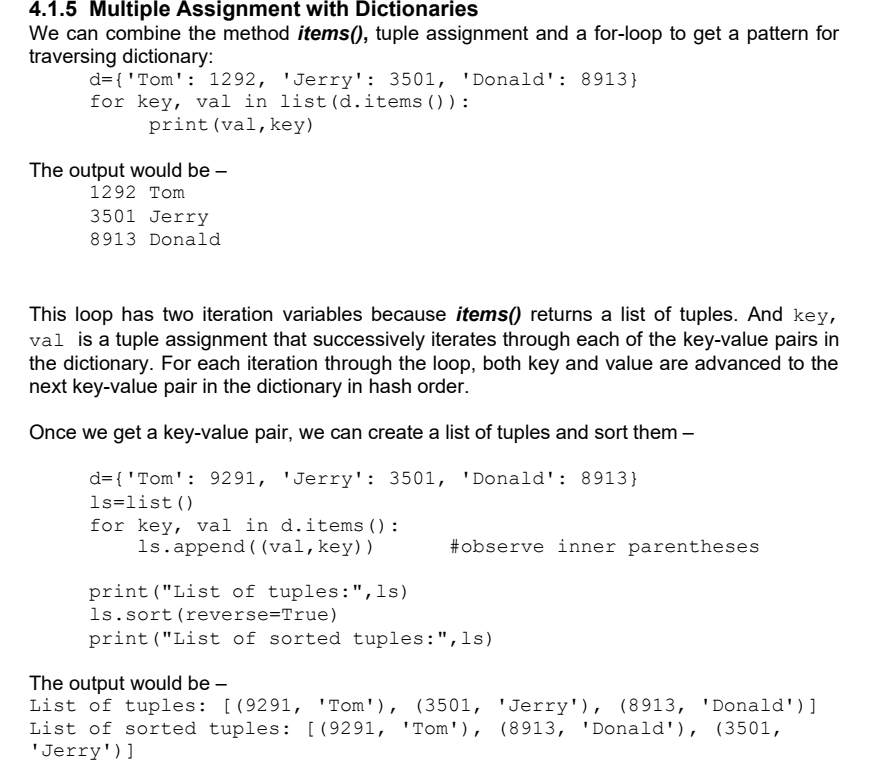 4.1.5 Multiple Assignment with Dictionaries
We can combine the method items(), tuple assignment and a for-loop to get a pattern for
traversing dictionary:
d={'Tom': 1292, 'Jerry': 3501, 'Donald': 8913}
for key, val in list(d.items()):
print(val,key)
The output would be –
1292 Tom
3501 Jerry
8913 Donald
This loop has two iteration variables because items() returns a list of tuples. And key,
val is a tuple assignment that successively iterates through each of the key-value pairs in
the dictionary. For each iteration through the loop, both key and value are advanced to the
next key-value pair in the dictionary in hash order.
Once we get a key-value pair, we can create a list of tuples and sort them –
d={'Tom': 9291, 'Jerry': 3501, 'Donald': 8913}
ls=list()
for key, val in d.items():
ls.append((val,key)) #observe inner parentheses
print("List of tuples:",ls)
ls.sort(reverse=True)
print("List of sorted tuples:",ls)
The output would be –
List of tuples: [(9291, 'Tom'), (3501, 'Jerry'), (8913, 'Donald')]
List of sorted tuples: [(9291, 'Tom'), (8913, 'Donald'), (3501,
'Jerry')]